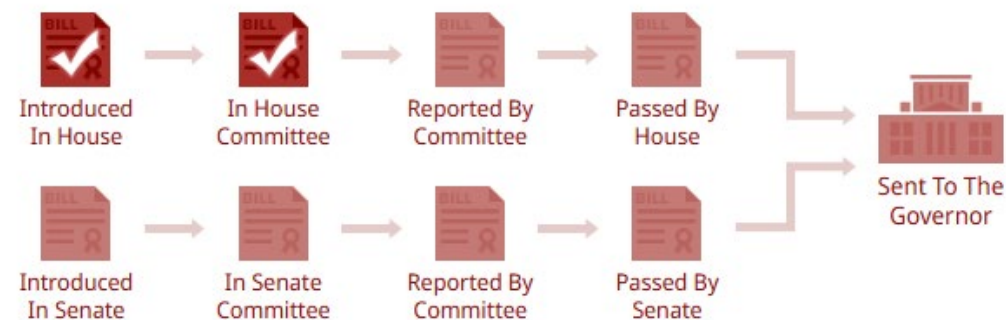 BILL
BILL
BILL
BILL
Introduced
In House
In House
Committee
Reported By
Committee
Passed By
House
Sent To The
Governor
BILL
BILL
BILL
BILL
Introduced
In Senate
In Senate
Committee
Reported By
Committee
Passed By
Senate